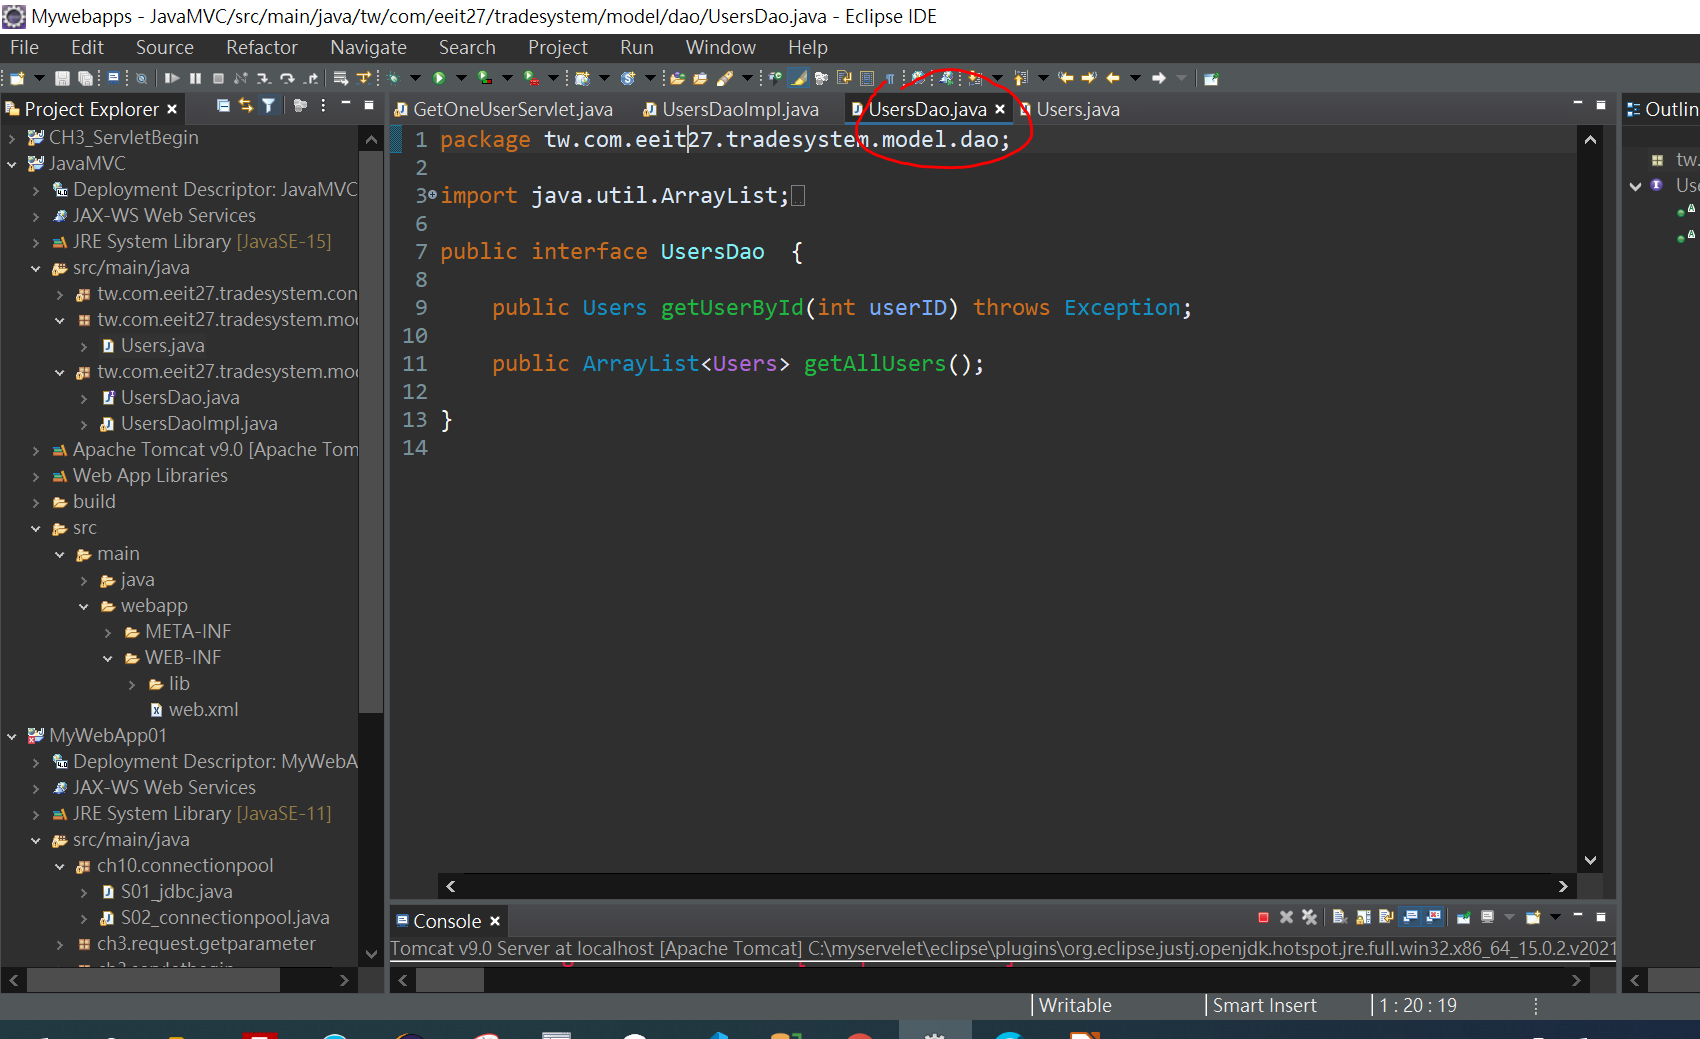 Mywebapps - JavaMVC/src/main/java/tw/com/eeit27/tradesystem/model/dao/UsersDao.java - Eclipse IDE
File Edit Source Refactor Navigate Search Project Run Window Help
Project Explorer
GetOneUserServlet.java UsersDaoImpl.java UsersDao.java Users.java
Outlin
CH3_ServletBegin
JavaMVC
Deployment Descriptor: JavaMVC
JAX-WS Web Services
JRE System Library [JavaSE-15]
src/main/java
tw.com.eeit27.tradesystem.con
tw.com.eeit27.tradesystem.mo
Users.java
tw.com.eeit27.tradesystem.mo
UsersDao.java
UsersDaoImpl.java
Apache Tomcat v9.0 [Apache Tom
Web App Libraries
build
src
main
java
webapp
META-INF
WEB-INF
lib
web.xml
MyWebApp01
Deployment Descriptor: MyWebA
JAX-WS Web Services
JRE System Library [JavaSE-11]
src/main/java
ch10.connectionpool
S01_jdbc.java
S02_connectionpool.java
ch3.request.getparameter
1 package tw.com.eeit27.tradesystem.model.dao;
2
3 import java.util.ArrayList;
6
7 public interface UsersDao {
8
9 public Users getUserById(int userID) throws Exception;
10
11 public ArrayList<Users> getAllUsers();
12
13 }
14
tw.
Use
Console
Tomcat v9.0 Server at localhost [Apache Tomcat] C:\myservelet\eclipse\plugins\org.eclipse.justj.openjdk.hotspot.jre.full.win32.x86_64_15.0.2.v2021
Writable Smart Insert 1 : 20 : 19